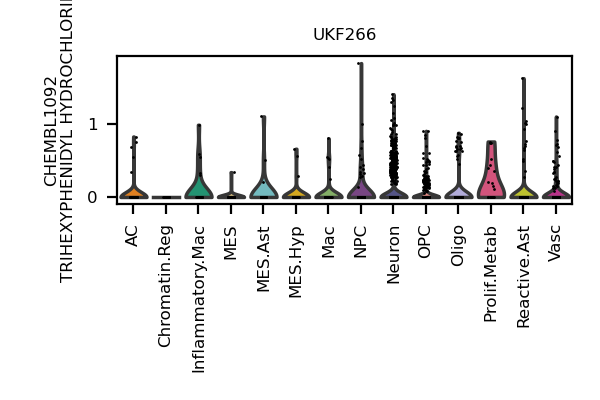 UKF266
CHEMBL1092
TRIHEXYPHENIDYL HYDROCHLORI
1
0
AC
Chromatin.Reg
Inflammatory.Mac
MES
MES.Ast
MES.Hyp
Mac
NPC
Neuron
OPC
Oligo
Prolif.Metab
Reactive.Ast
Vasc